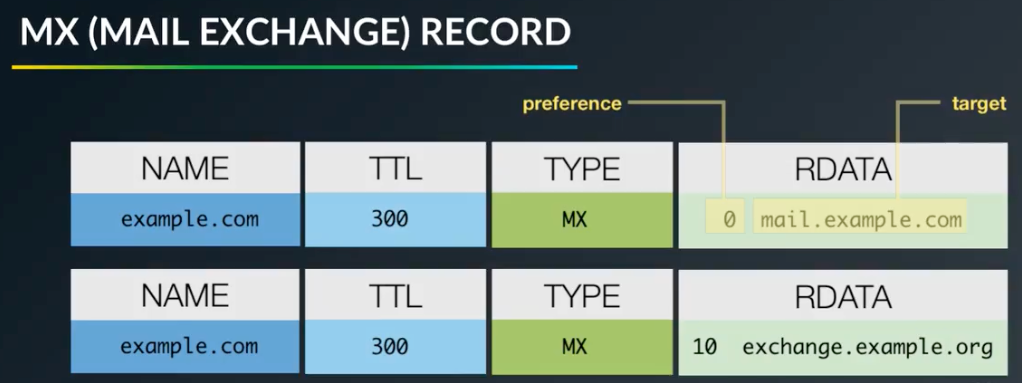 MX (MAIL EXCHANGE) RECORD
preference target
NAME TTL TYPE RDATA
example.com 300 MX 0 mail.example.com
NAME TTL TYPE RDATA
example.com 300 MX 10 exchange.example.org